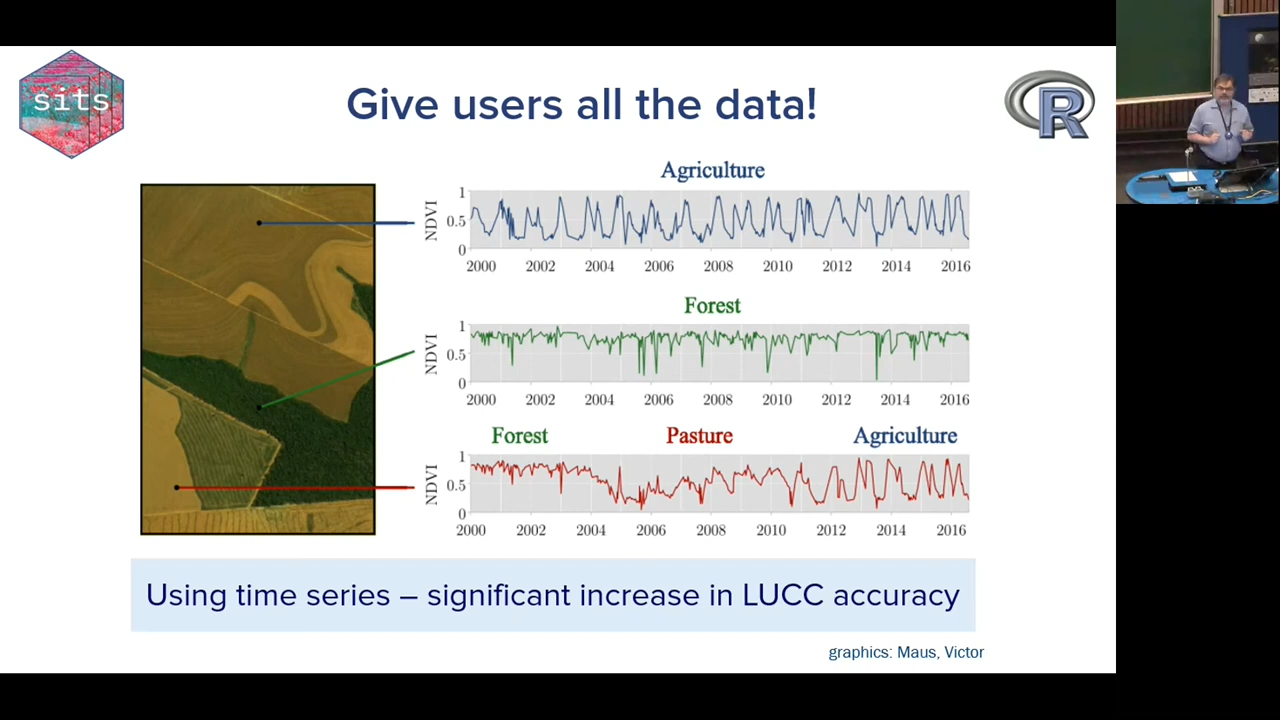 sits
Give users all the data!
R
Agriculture
NDVI
1
0.5
0
2000 2002 2004 2006 2008 2010 2012 2014 2016
Forest
NDVI
1
0.5
0
2000 2002 2004 2006 2008 2010 2012 2014 2016
Forest Pasture Agriculture
NDVI
1
0.5
0
2000 2002 2004 2006 2008 2010 2012 2014 2016
Using time series – significant increase in LUCC accuracy
graphics: Maus, Victor